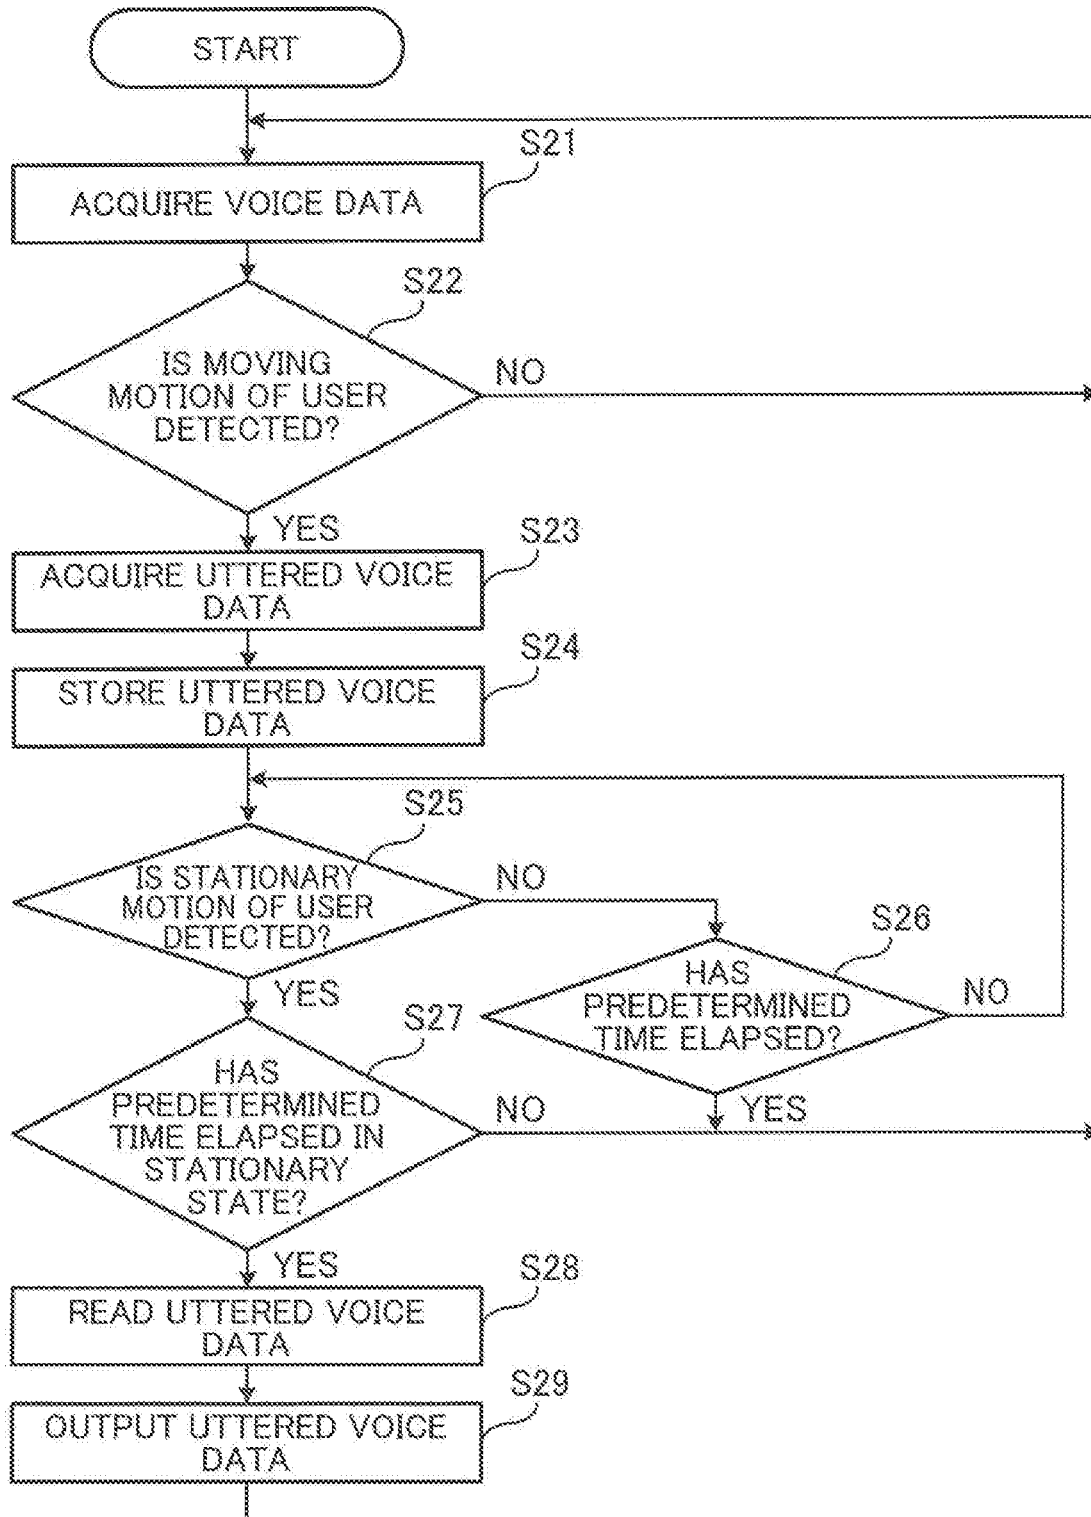 START
S21
ACQUIRE VOICE DATA
S22
IS MOVING
MOTION OF USER
DETECTED?
NO
YES
S23
ACQUIRE UTTERED VOICE
DATA
S24
STORE UTTERED VOICE
DATA
S25
IS STATIONARY
MOTION OF USER
DETECTED?
NO
YES
S26
HAS
PREDETERMINED
TIME ELAPSED?
NO
YES
S27
HAS
PREDETERMINED
TIME ELAPSED IN
STATIONARY
STATE?
NO
YES
S28
READ UTTERED VOICE
DATA
S29
OUTPUT UTTERED VOICE
DATA